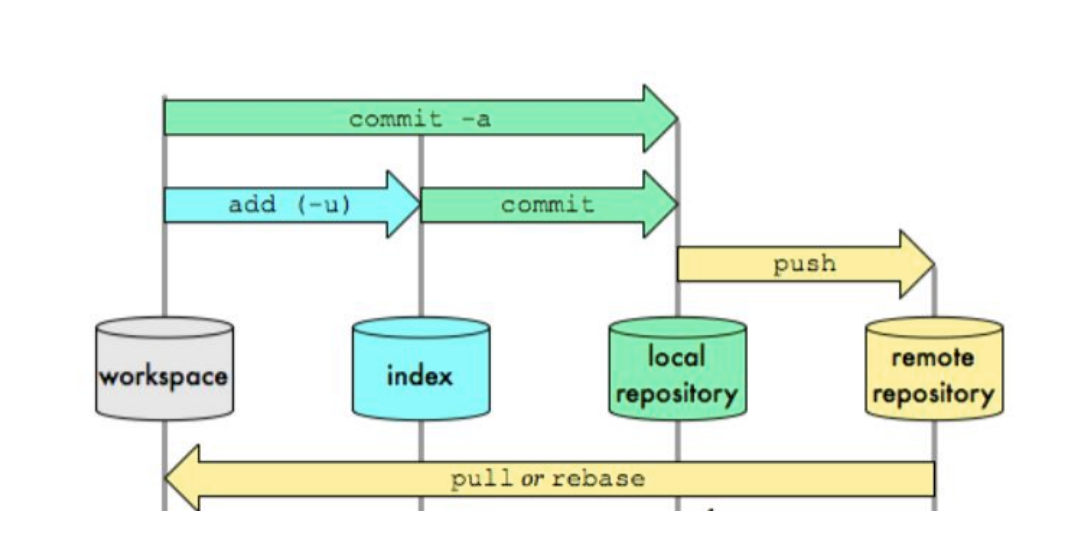 commit -a
add (-u)
commit
push
workspace
index
local
repository
remote
repository
pull or rebase